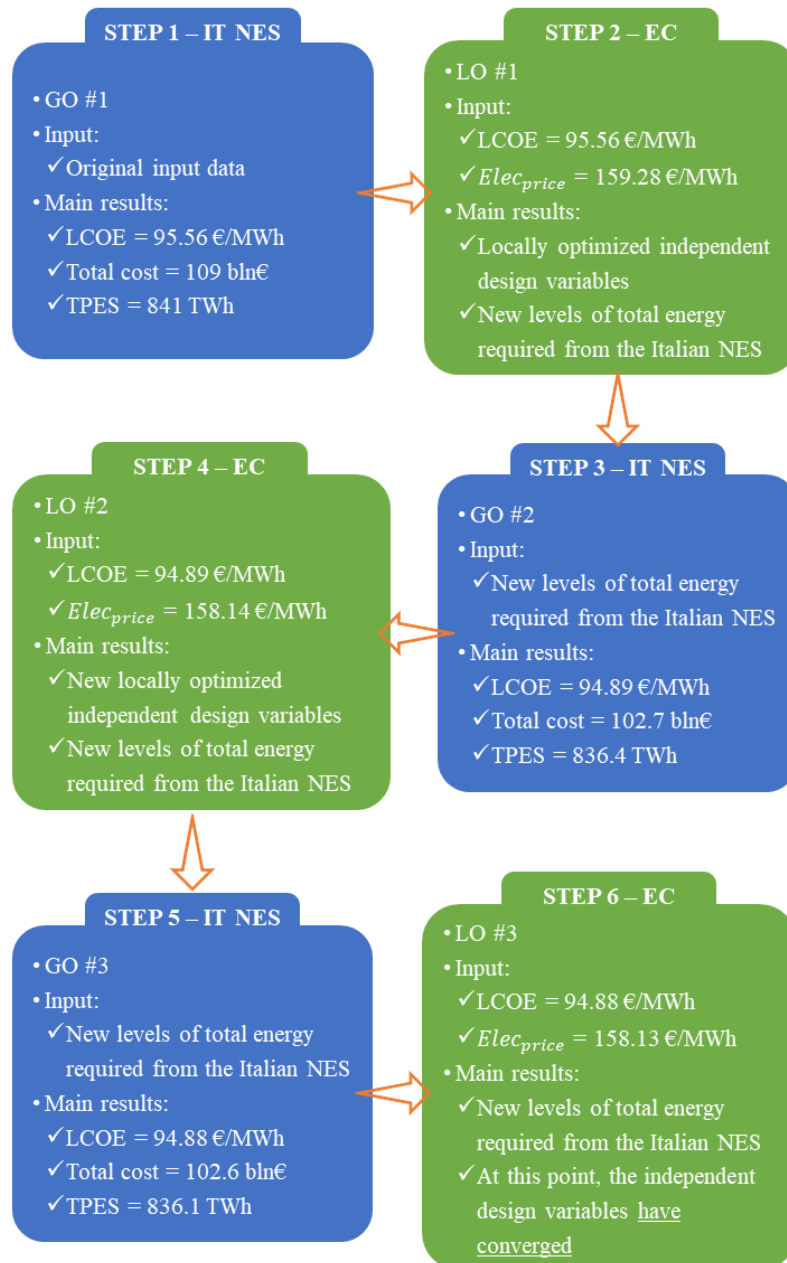 STEP 1 – IT NES
• GO #1
• Input:
✓Original input data
• Main results:
✓LCOE = 95.56 €/MWh
✓Total cost = 109 bln€
✓TPES = 841 TWh
STEP 2 – EC
• LO #1
• Input:
✓LCOE = 95.56 €/MWh
✓Elec_price = 159.28 €/MWh
• Main results:
✓Locally optimized independent
design variables
✓New levels of total energy
required from the Italian NES
STEP 3 – IT NES
• GO #2
• Input:
✓New levels of total energy
required from the Italian NES
• Main results:
✓LCOE = 94.89 €/MWh
✓Total cost = 102.7 bln€
✓TPES = 836.4 TWh
STEP 4 – EC
• LO #2
• Input:
✓LCOE = 94.89 €/MWh
✓Elec_price = 158.14 €/MWh
• Main results:
✓New locally optimized
independent design variables
✓New levels of total energy
required from the Italian NES
STEP 5 – IT NES
• GO #3
• Input:
✓New levels of total energy
required from the Italian NES
• Main results:
✓LCOE = 94.88 €/MWh
✓Total cost = 102.6 bln€
✓TPES = 836.1 TWh
STEP 6 – EC
• LO #3
• Input:
✓LCOE = 94.88 €/MWh
✓Elec_price = 158.13 €/MWh
• Main results:
✓New levels of total energy
required from the Italian NES
✓At this point, the independent
design variables have
converged